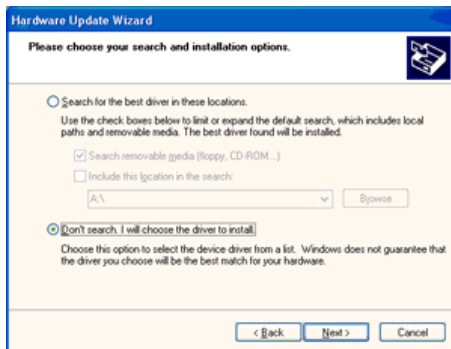 Hardware Update Wizard
Please choose your search and installation options.
Search for the best driver in these locations.
Use the check boxes below to limit or expand the default search, which includes local
paths and removable media. The best driver found will be installed.
Search removable media (floppy, CD-ROM...)
Include this location in the search:
A:\
Browse
Don't search. I will choose the driver to install.
Choose this option to select the device driver from a list. Windows does not guarantee that
the driver you choose will be the best match for your hardware.
< Back Next > Cancel